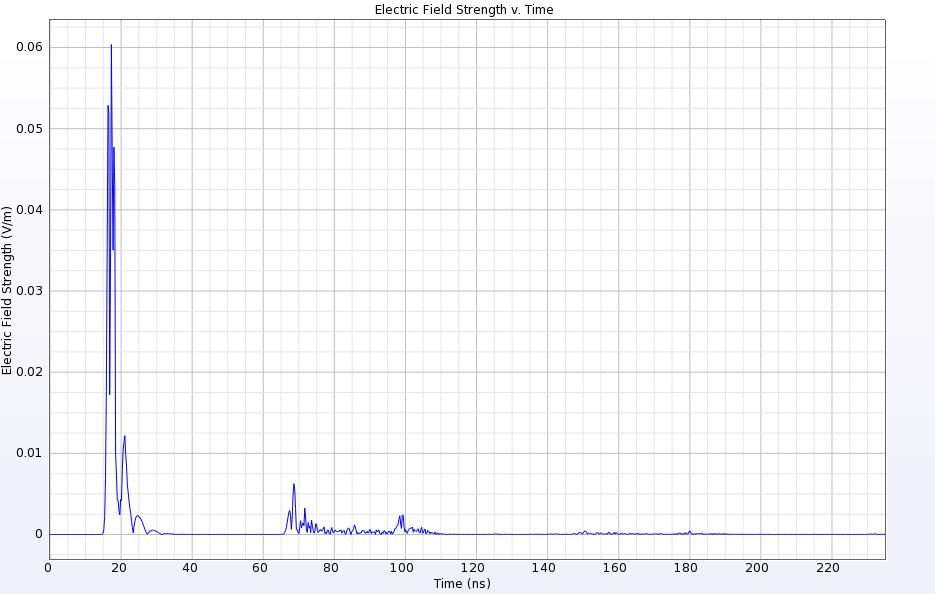 Electric Field Strength v. Time
Electric Field Strength (V/m)
0.06
0.05
0.04
0.03
0.02
0.01
0
0 20 40 60 80 100 120 140 160 180 200 220
Time (ns)